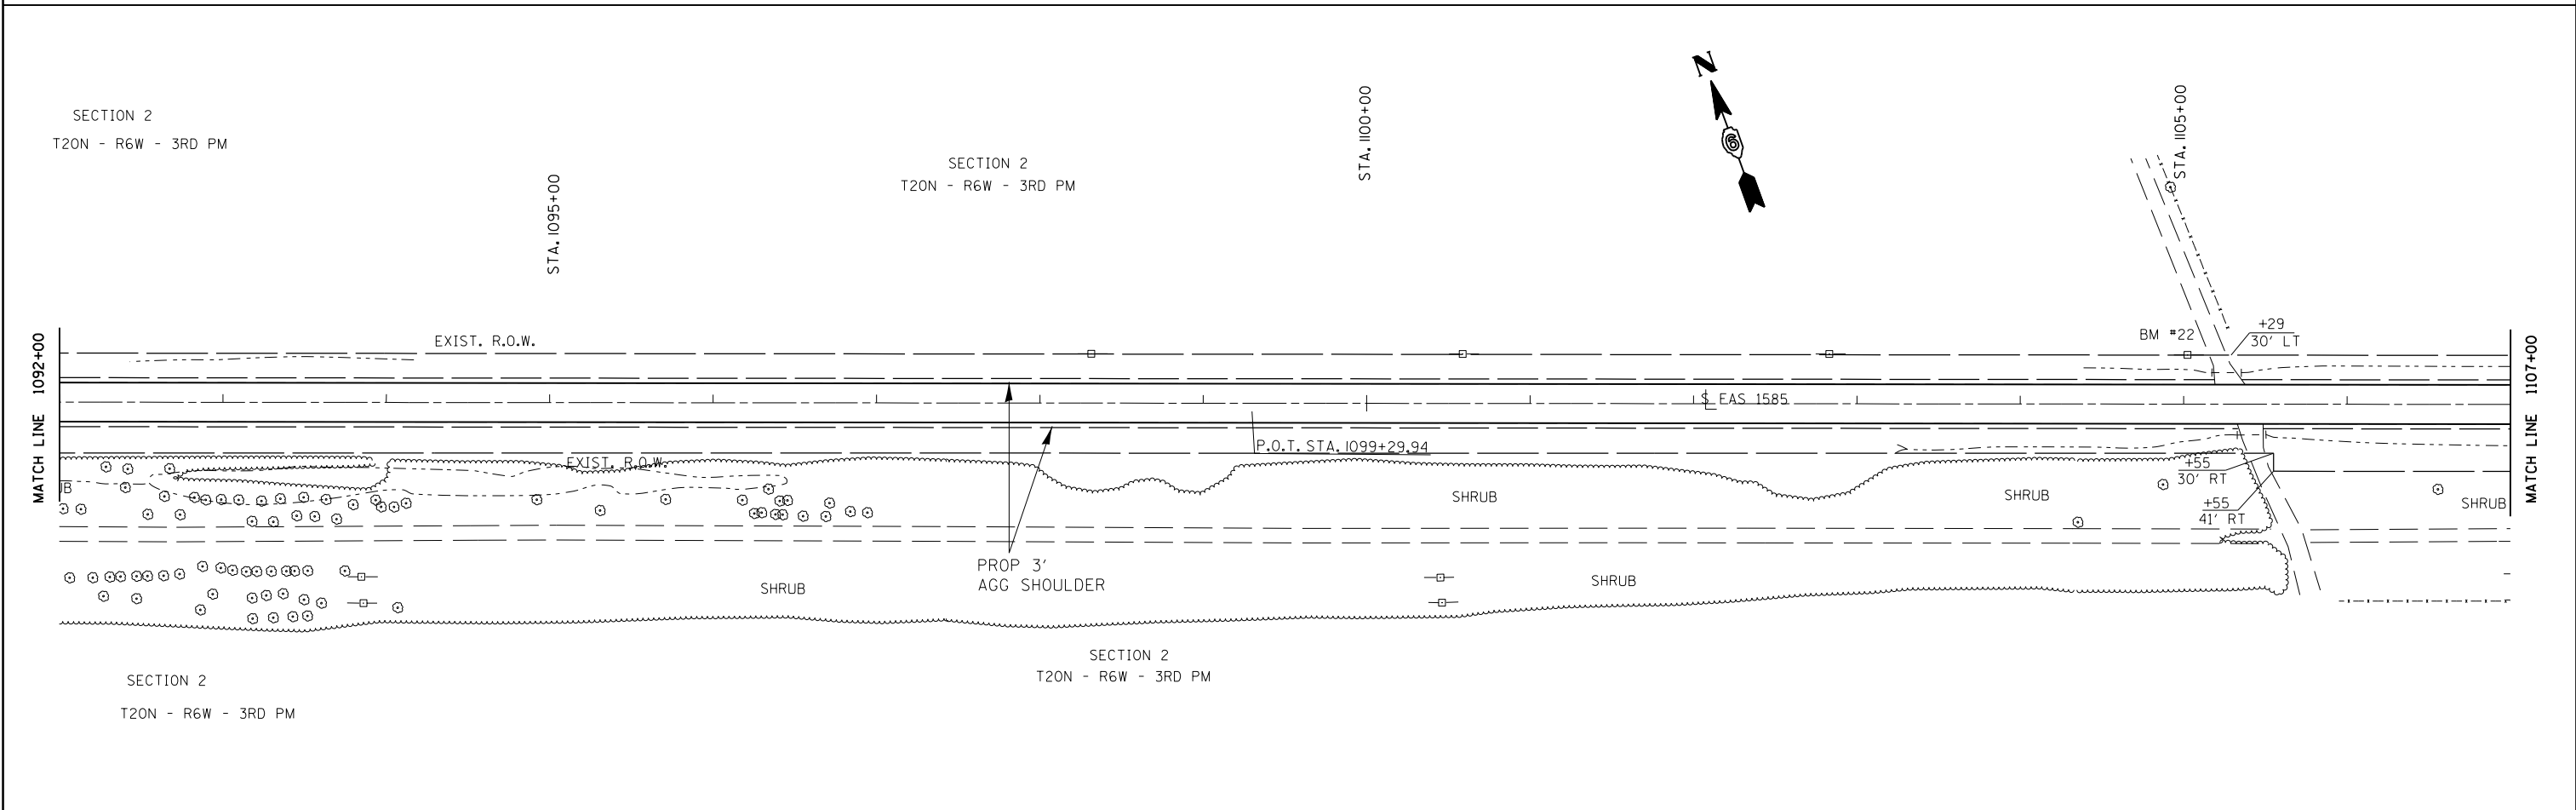 SECTION 2
T20N - R6W - 3RD PM
STA. 1095+00
SECTION 2
T20N - R6W - 3RD PM
STA. 1100+00
N
6
STA. 1105+00
MATCH LINE 1092+00
EXIST. R.O.W.
BM #22
+29
30' LT
MATCH LINE 1107+00
EAS 1585
P.O.T. STA. 1099+29.94
EXIST. R.O.W.
UB
+55
30' RT
+55
41' RT
SHRUB
SHRUB
SHRUB
PROP 3'
AGG SHOULDER
SHRUB
SHRUB
SECTION 2
T20N - R6W - 3RD PM
SECTION 2
T20N - R6W - 3RD PM